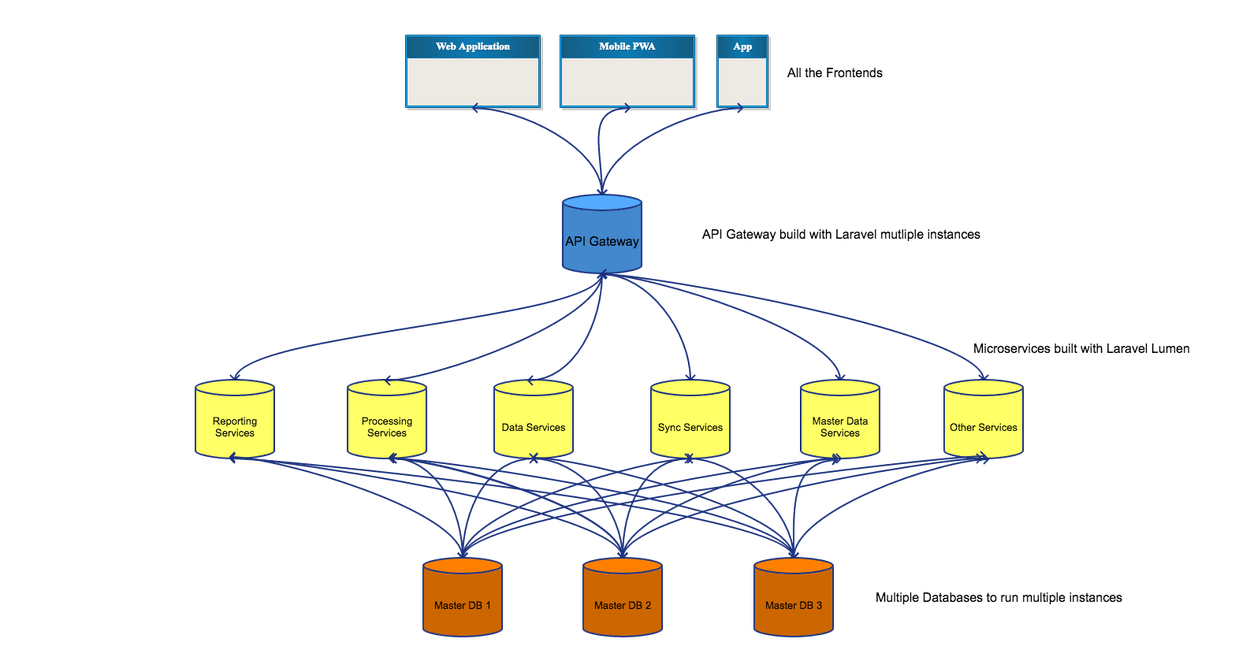 Web Application
Mobile PWA
App
All the Frontends
API Gateway
API Gateway build with Laravel mutliple instances
Microservices built with Laravel Lumen
Reporting
Services
Processing
Services
Data Services
Sync Services
Master Data
Services
Other Services
Master DB 1
Master DB 2
Master DB 3
Multiple Databases to run multiple instances